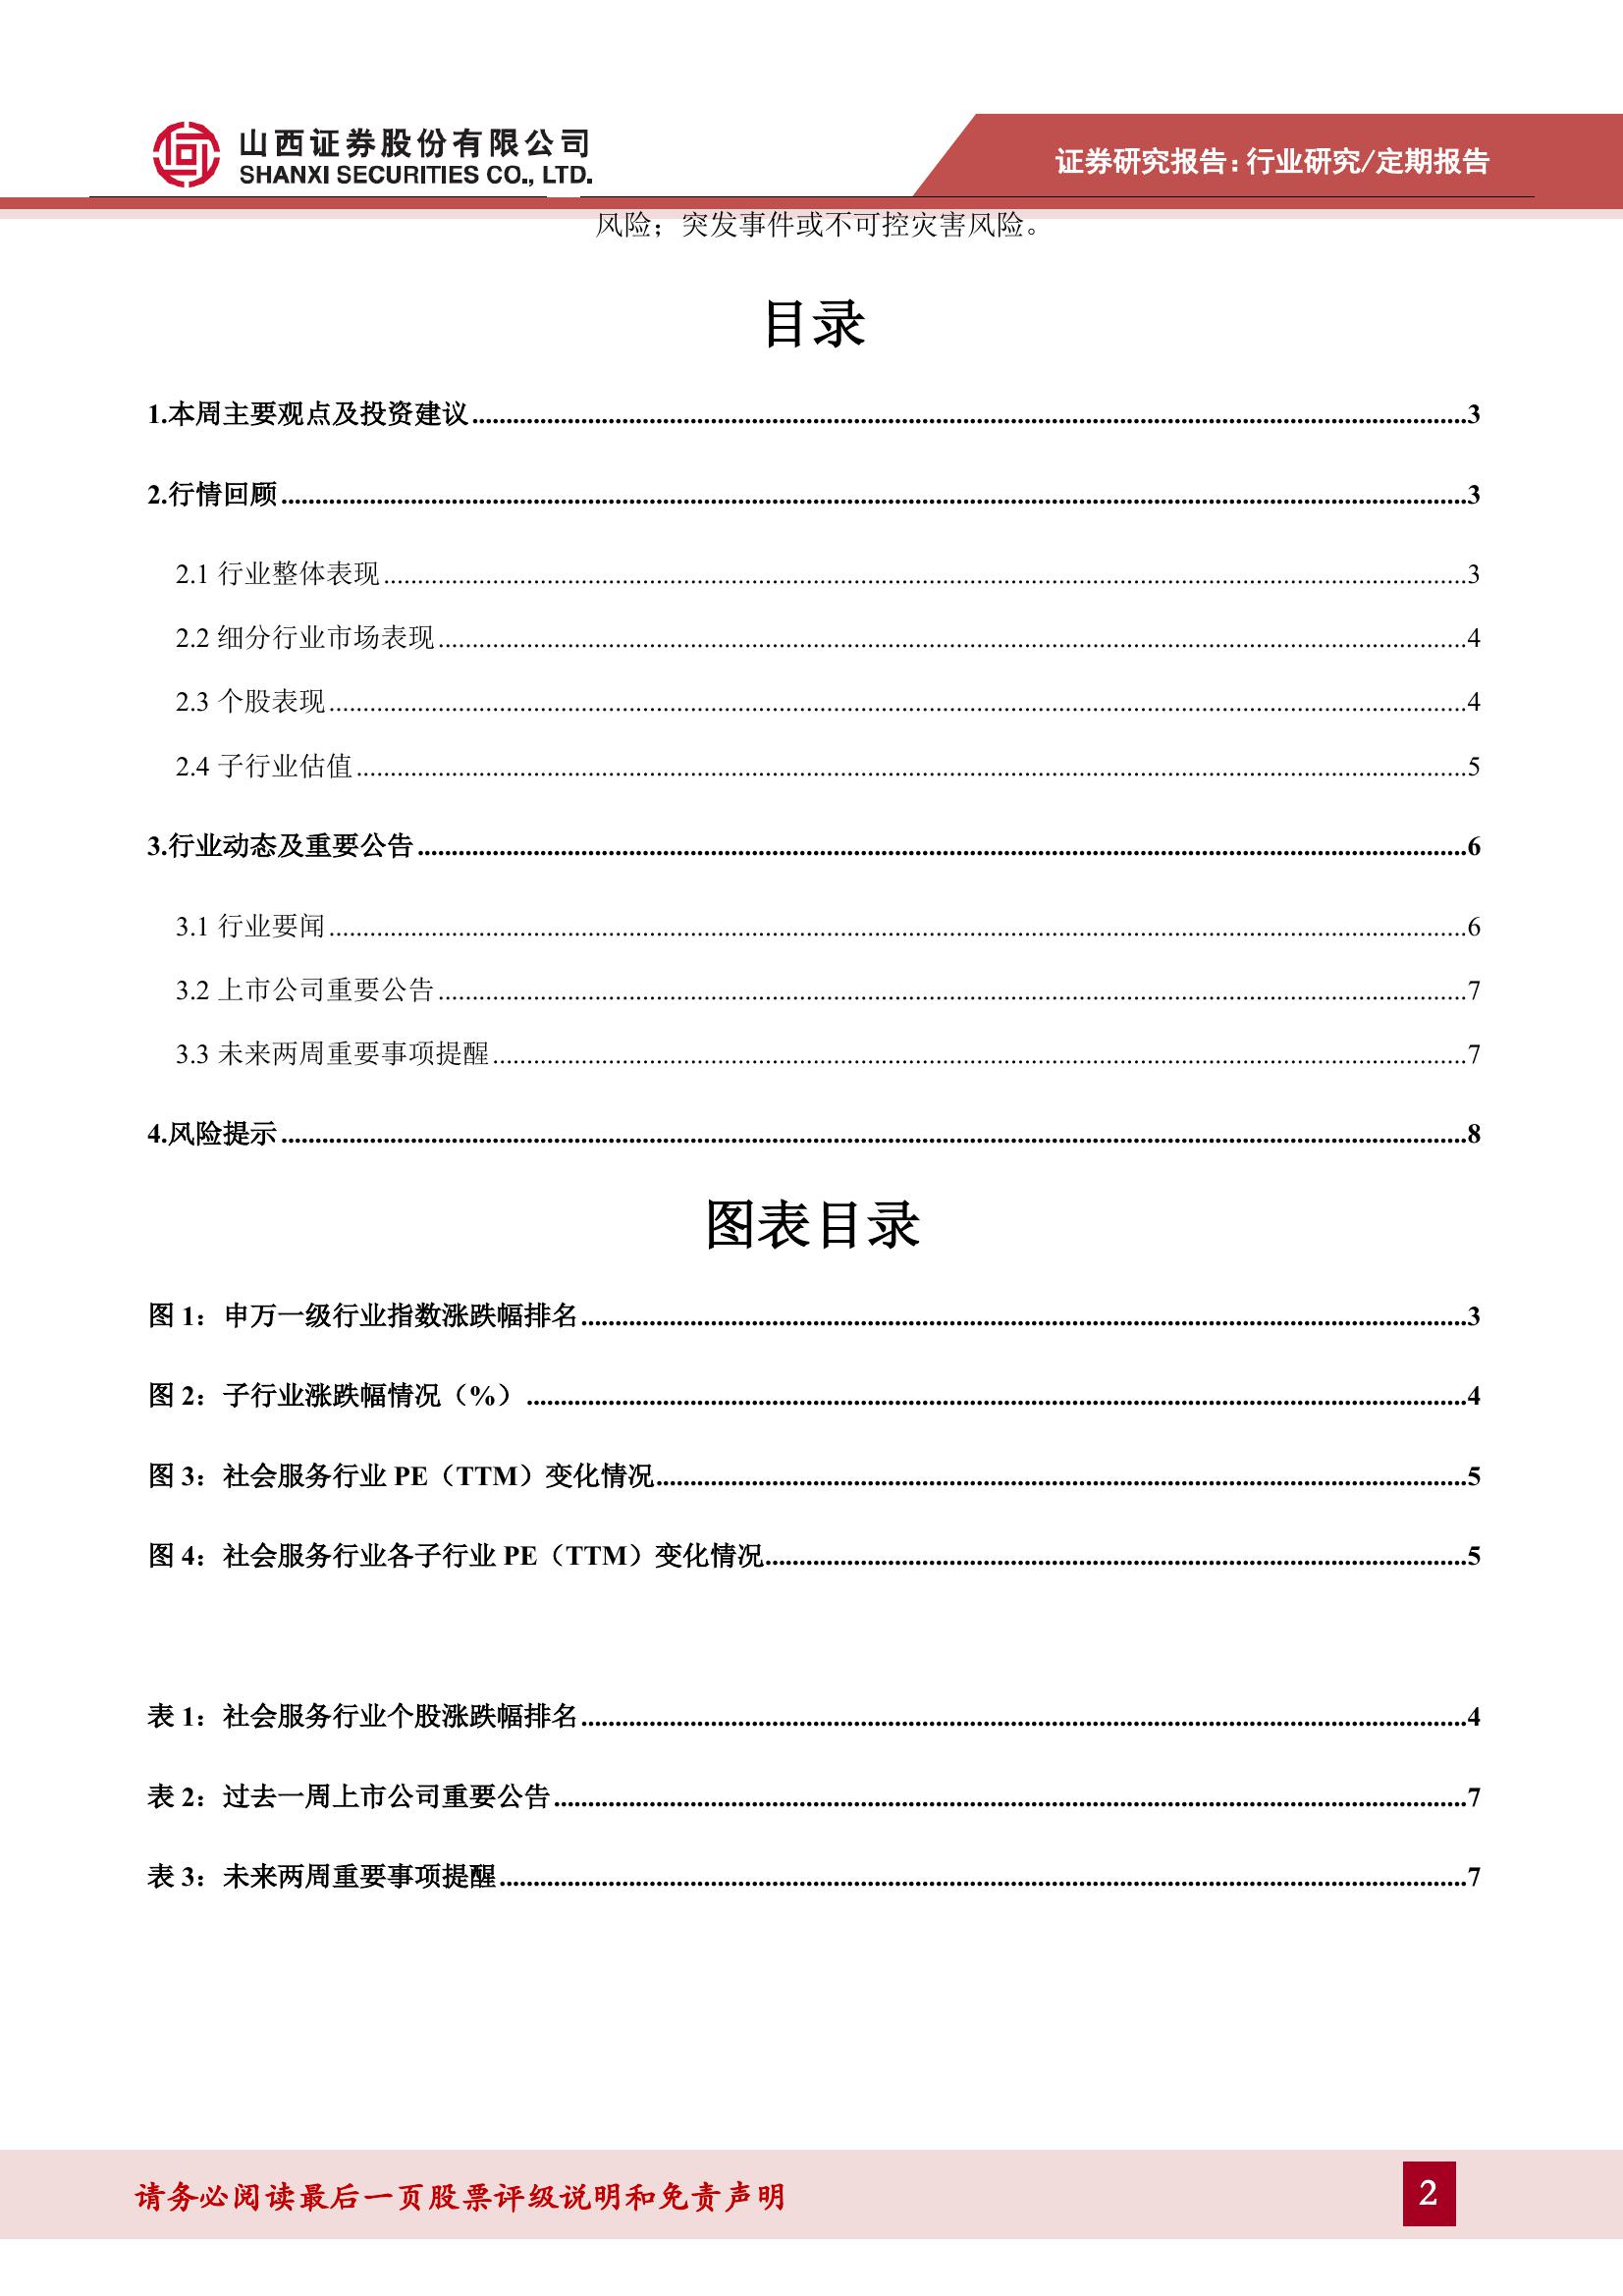 山西证券股份有限公司
SHANXI SECURITIES CO., LTD.
证券研究报告：行业研究/定期报告
风险；突发事件或不可控灾害风险。
目录
1.本周主要观点及投资建议 3
2.行情回顾 3
2.1 行业整体表现 3
2.2 细分行业市场表现 4
2.3 个股表现 4
2.4 子行业估值 5
3.行业动态及重要公告 6
3.1 行业要闻 6
3.2 上市公司重要公告 7
3.3 未来两周重要事项提醒 7
4.风险提示 8
图表目录
图 1：申万一级行业指数涨跌幅排名 3
图 2：子行业涨跌幅情况（%） 4
图 3：社会服务行业 PE（TTM）变化情况 5
图 4：社会服务行业各子行业 PE（TTM）变化情况 5
表 1：社会服务行业个股涨跌幅排名 4
表 2：过去一周上市公司重要公告 7
表 3：未来两周重要事项提醒 7
请务必阅读最后一页股票评级说明和免责声明
2